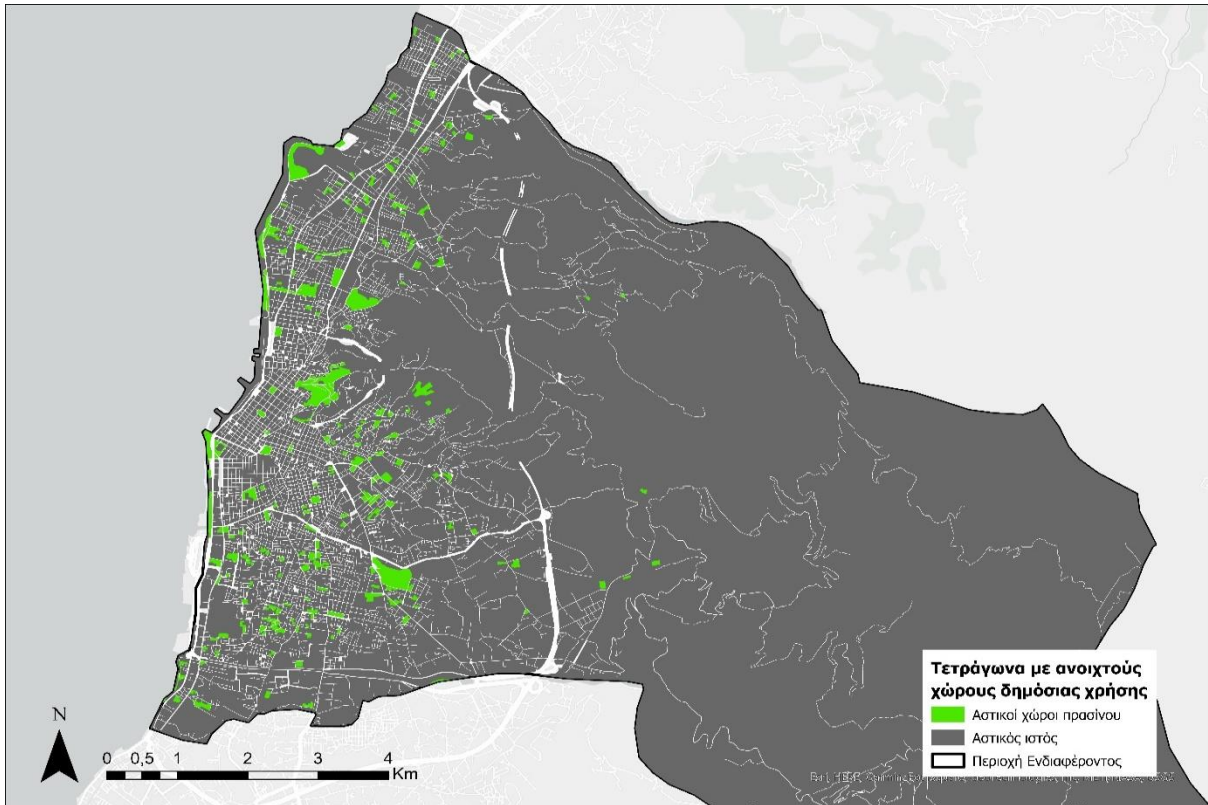 Τετράγωνα με ανοιχτούς
χώρους δημόσιας χρήσης
Αστικοί χώροι πρασίνου
Αστικός ιστός
Περιοχή Ενδιαφέροντος
N
0 0,5 1 2 3 4
Km